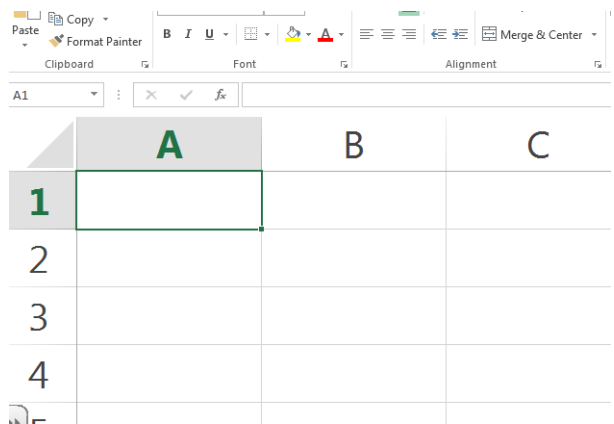 Copy
Paste
Format Painter
B I U A Merge & Center
Clipboard Font Alignment
A1 fx
A B C
1
2
3
4